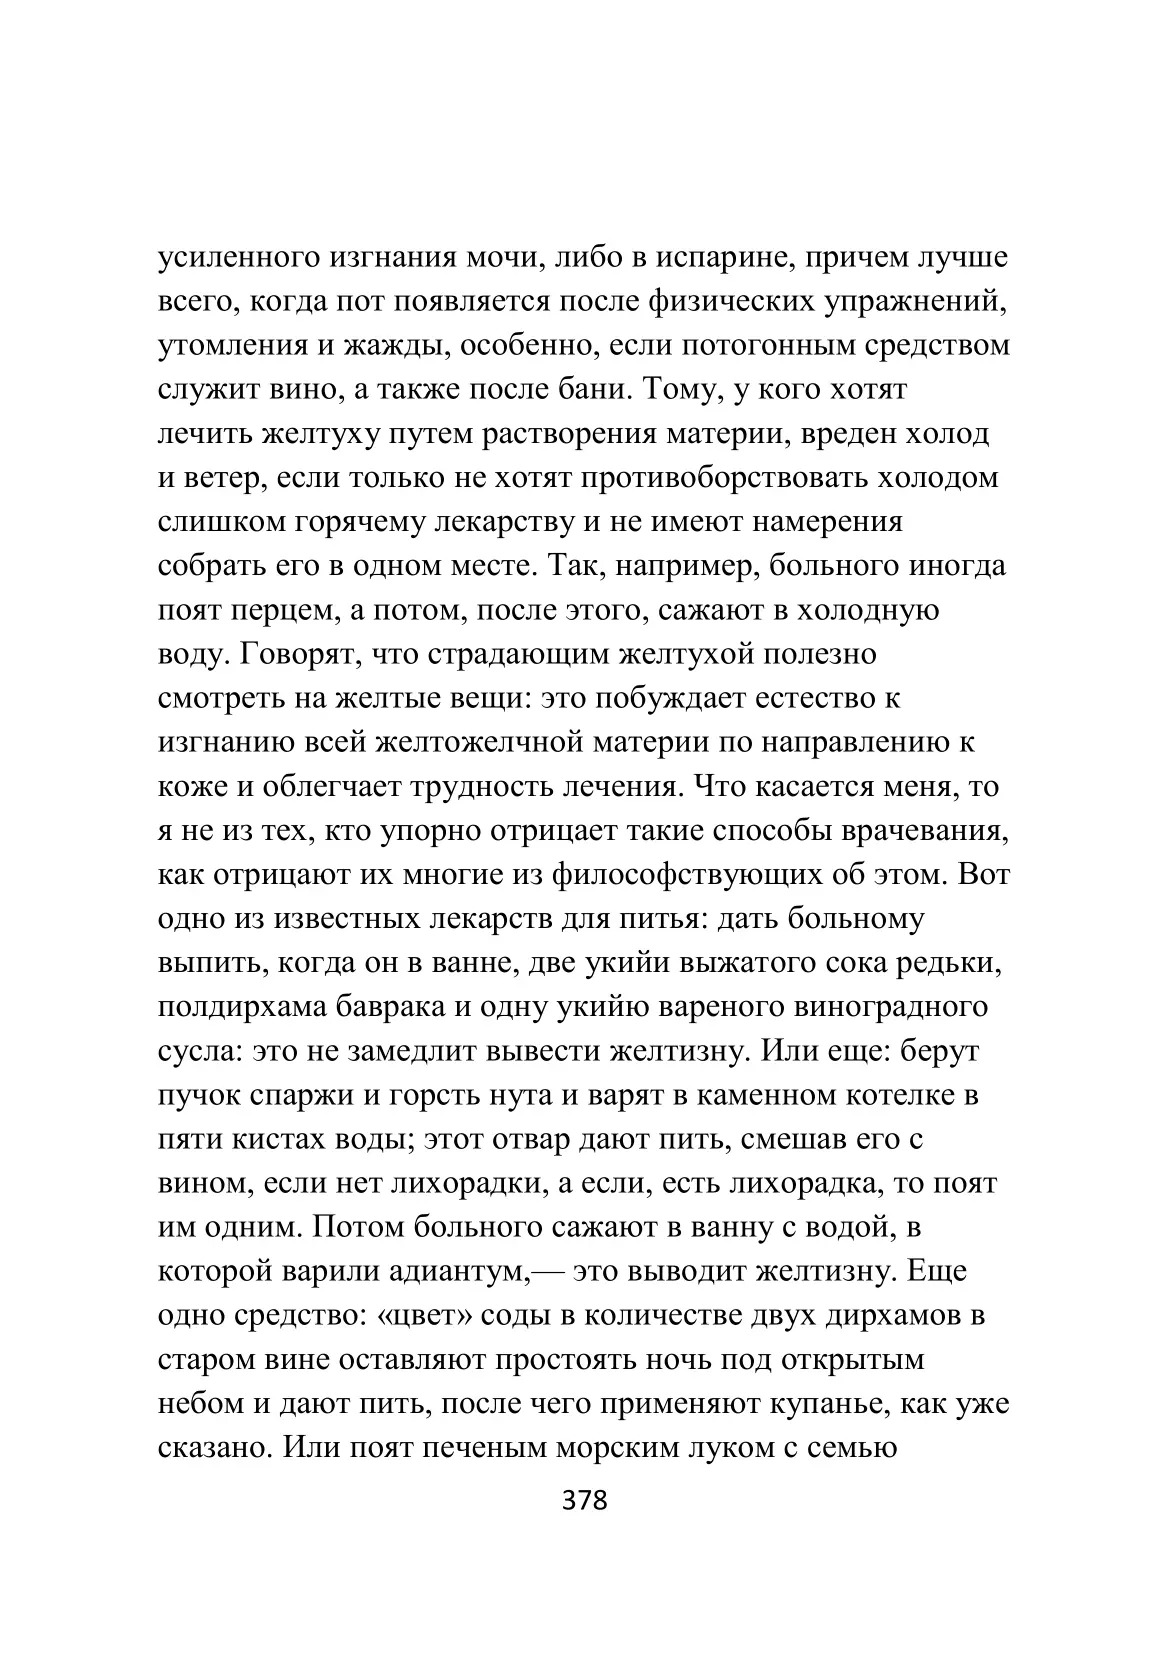 усиленного изгнания мочи, либо в испарине, причем лучше
всего, когда пот появляется после физических упражнений,
утомления и жажды, особенно, если потогонным средством
служит вино, а также после бани. Тому, у кого хотят
лечить желтуху путем растворения материи, вреден холод
и ветер, если только не хотят противоборствовать холодом
слишком горячему лекарству и не имеют намерения
собрать его в одном месте. Так, например, больного иногда
поят перцем, а потом, после этого, сажают в холодную
воду. Говорят, что страдающим желтухой полезно
смотреть на желтые вещи: это побуждает естество к
изгнанию всей желтожелчной материи по направлению к
коже и облегчает трудность лечения. Что касается меня, то
я не из тех, кто упорно отрицает такие способы врачевания,
как отрицают их многие из философствующих об этом. Вот
одно из известных лекарств для питья: дать больному
выпить, когда он в ванне, две укийи выжатого сока редьки,
полдирхама баврака и одну укийю вареного виноградного
сусла: это не замедлит вывести желтизну. Или еще: берут
пучок спаржи и горсть нута и варят в каменном котелке в
пяти кистах воды; этот отвар дают пить, смешав его с
вином, если нет лихорадки, а если, есть лихорадка, то поят
им одним. Потом больного сажают в ванну с водой, в
которой варили адиантум,— это выводит желтизну. Еще
одно средство: «цвет» соды в количестве двух дирхамов в
старом вине оставляют простоять ночь под открытым
небом и дают пить, после чего применяют купанье, как уже
сказано. Или поят печеным морским луком с семью
378